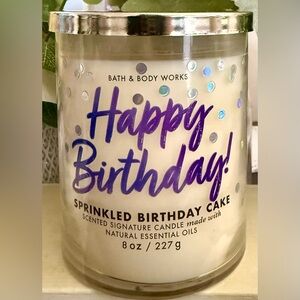 BATH & BODY WORKS
Happy
Birthday!
SPRINKLED BIRTHDAY CAKE
SCENTED SIGNATURE CANDLE made with
NATURAL ESSENTIAL OILS
8 oz / 227 g